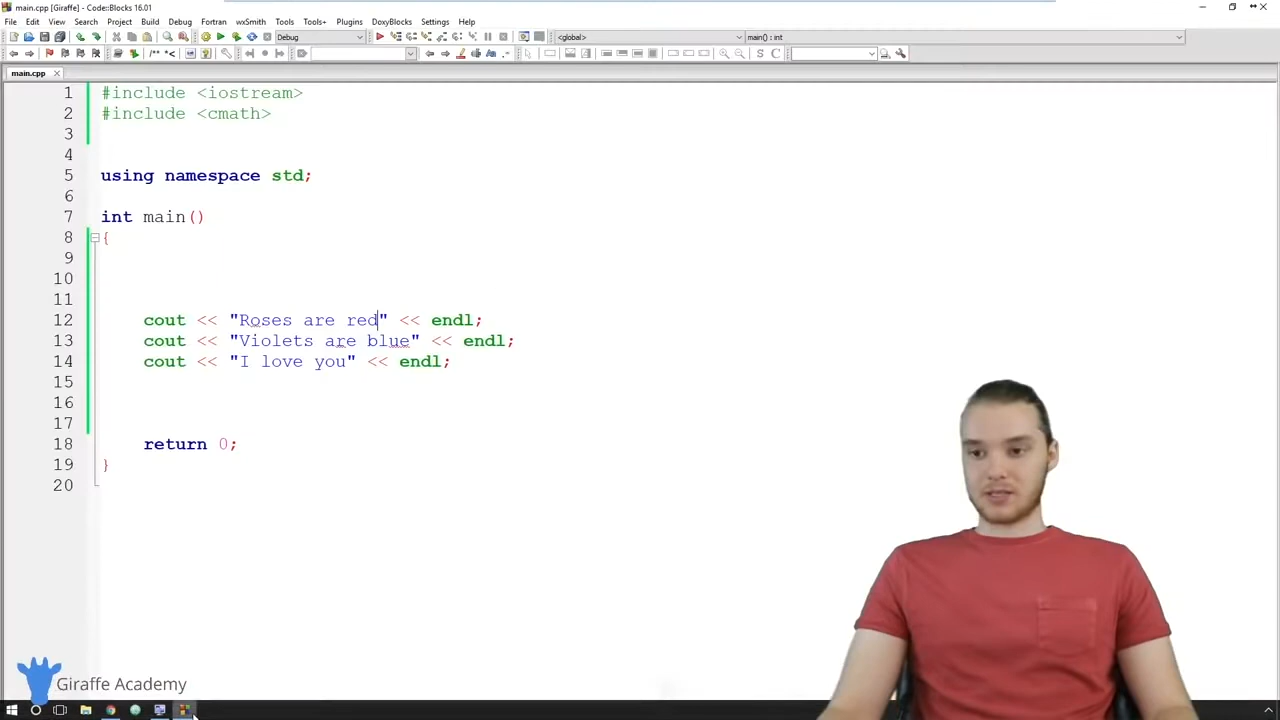 main.cpp [Giraffe] - Code::Blocks 16.01
File Edit View Search Project Build Debug Fortran wxSmith Tools Tools+ Plugins DoxyBlocks Settings Help
Debug <global> main() : int
main.cpp
1 #include <iostream>
2 #include <cmath>
3
4
5 using namespace std;
6
7 int main()
8 {
9
10
11
12 cout << "Roses are red" << endl;
13 cout << "Violets are blue" << endl;
14 cout << "I love you" << endl;
15
16
17
18 return 0;
19 }
20
Giraffe Academy